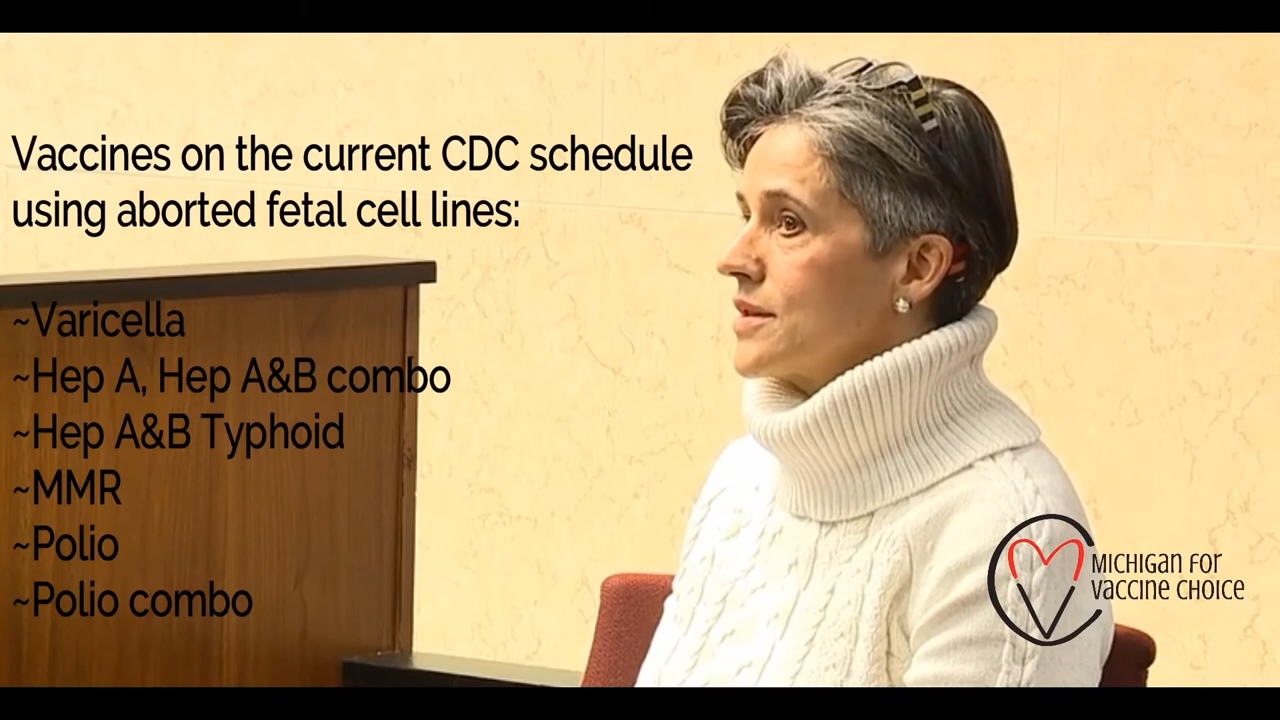 Vaccines on the current CDC schedule
using aborted fetal cell lines:
~Varicella
~Hep A, Hep A&B combo
~Hep A&B Typhoid
~MMR
~Polio
~Polio combo
MICHIGAN FOR
VACCINE CHOICE